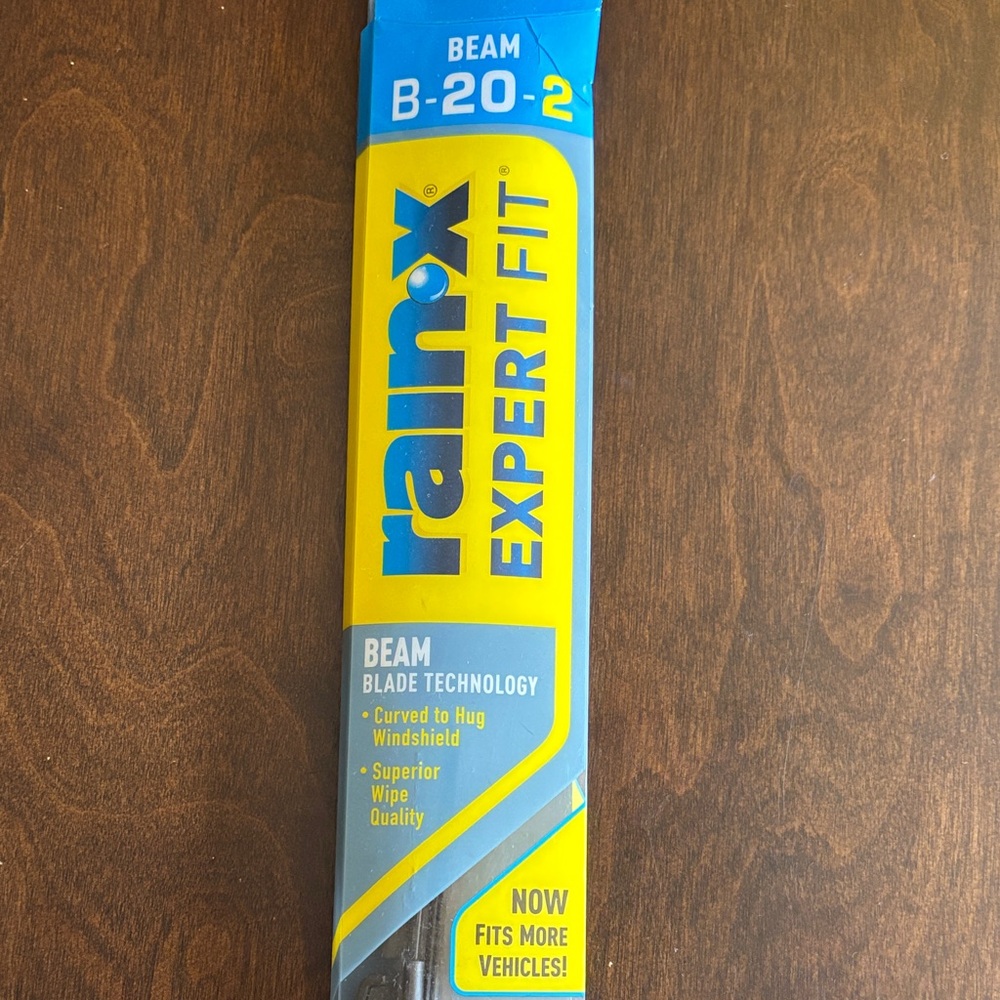 BEAM
B-20-2
rain·x®
EXPERT FIT®
BEAM
BLADE TECHNOLOGY
• Curved to Hug
Windshield
• Superior
Wipe
Quality
NOW
FITS MORE
VEHICLES!